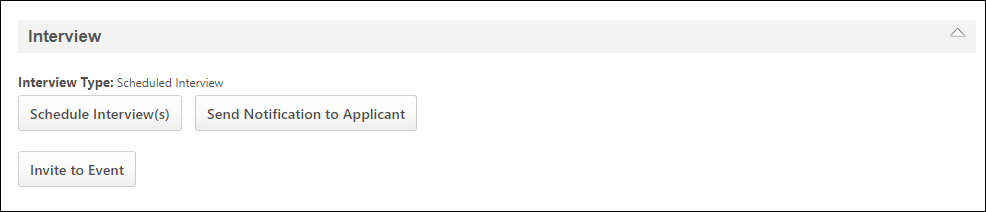 Interview
Interview Type: Scheduled Interview
Schedule Interview(s) Send Notification to Applicant
Invite to Event